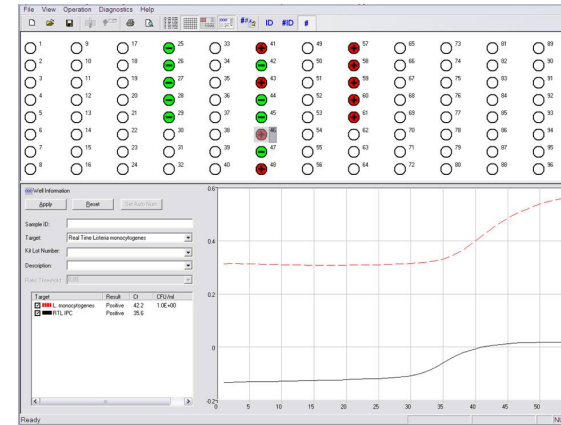 File View Operation Diagnostics Help
ID #ID #
1 9 17 25 33 41 49 57 65 73 81 89
2 10 18 26 34 42 50 58 66 74 82 90
3 11 19 27 35 43 51 59 67 75 83 91
4 12 20 28 36 44 52 60 68 76 84 92
5 13 21 29 37 45 53 61 69 77 85 93
6 14 22 30 38 46 54 62 70 78 86 94
7 15 23 31 39 47 55 63 71 79 87 95
8 16 24 32 40 48 56 64 72 80 88 96
Well Information
Apply Reset Set Auto Num
Sample ID:
Target: Real Time Listeria monocytogenes
Kit Lot Number:
Description:
Ratio Threshold: 0.00
Target Result Ct CFU/ml
L. monocytogenes Positive 42.2 1.0E+00
RTL IPC Positive 35.6
0.6
0.4
0.2
0
-0.2
0 5 10 15 20 25 30 35 40 45 50
Ready